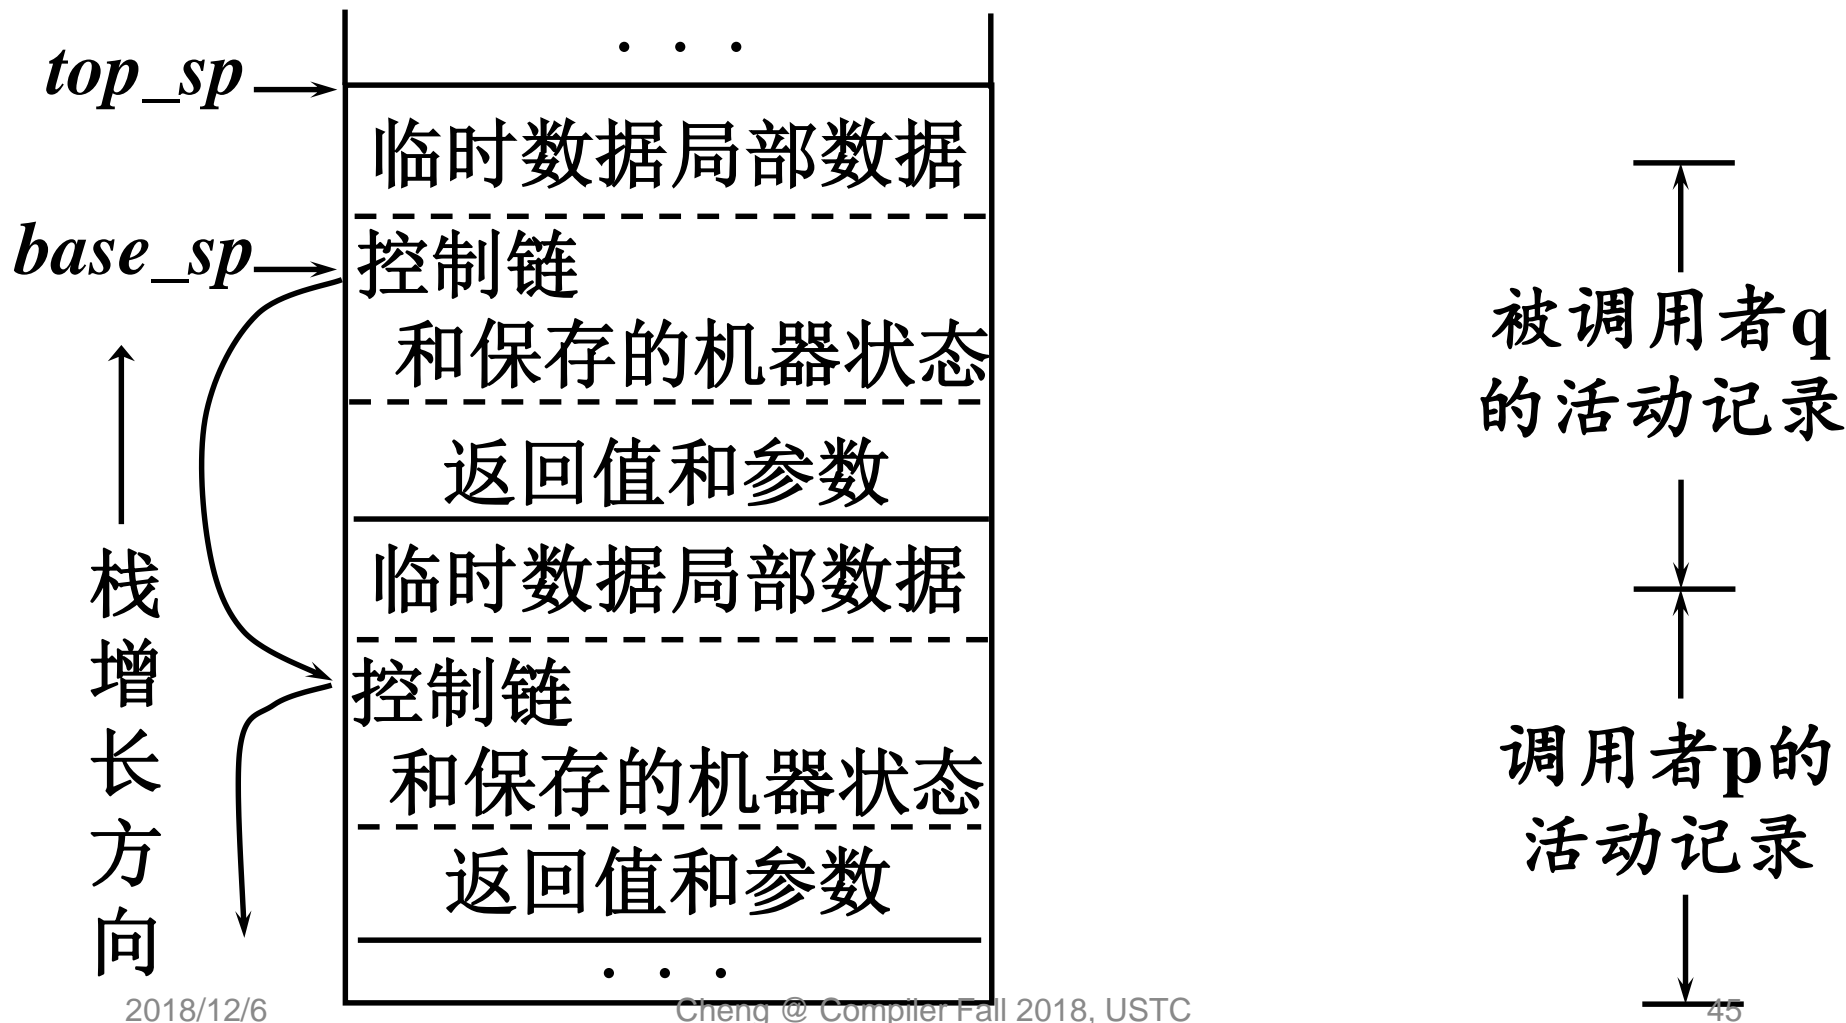 . . .
top_sp
临时数据局部数据
base_sp
控制链
和保存的机器状态
返回值和参数
临时数据局部数据
控制链
和保存的机器状态
返回值和参数
. . .
栈增长方向
被调用者q
的活动记录
调用者p的
活动记录
2018/12/6
Cheng @ Compiler Fall 2018, USTC
45